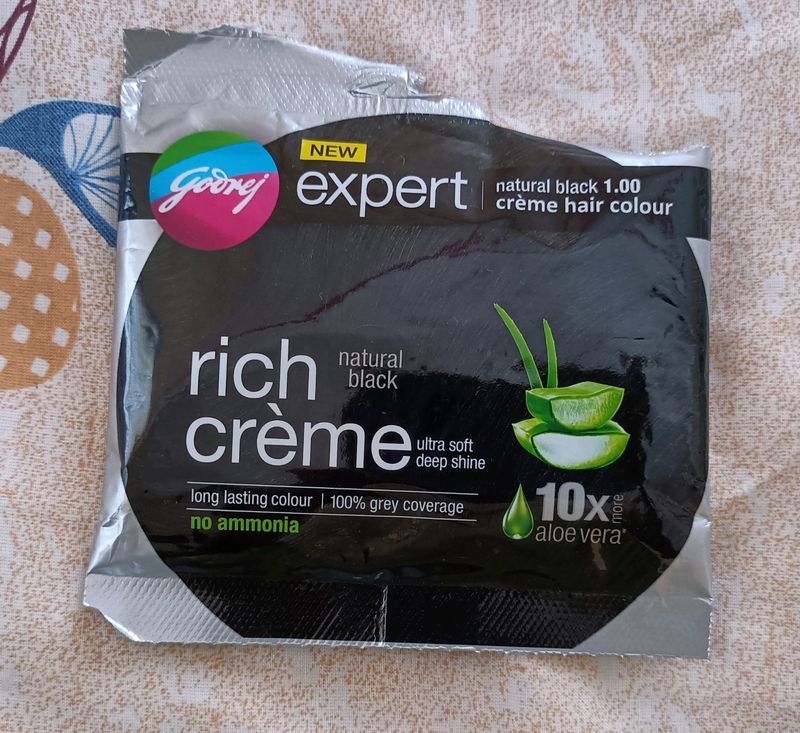 Godrej
NEW
expert
natural black 1.00
crème hair colour
rich
crème
natural
black
ultra soft
deep shine
long lasting colour | 100% grey coverage
no ammonia
10x more
aloe vera*